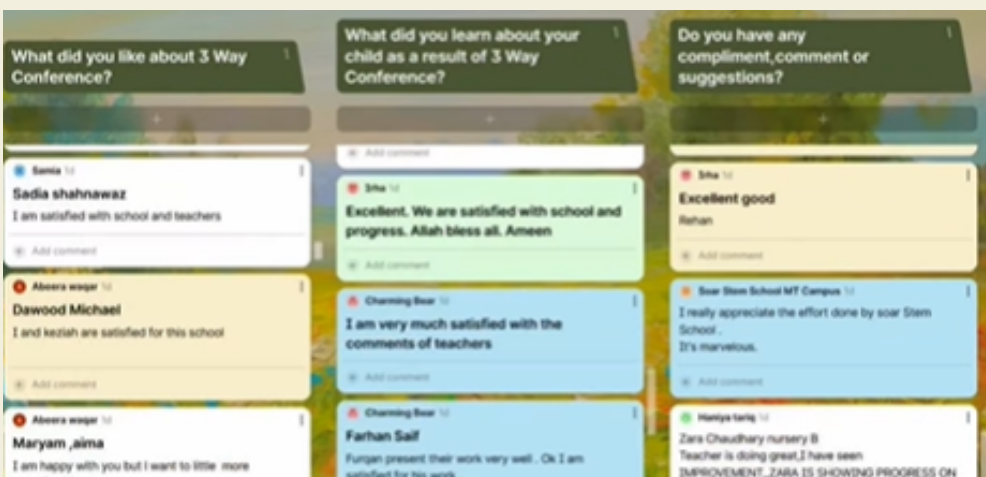 What did you like about 3 Way
Conference?
Samia 1d
Sadia shahnawaz
I am satisfied with school and teachers
Add comment
Abeera waqar 1d
Dawood Michael
I and keziah are satisfied for this school
Add comment
Abeera waqar 1d
Maryam ,aima
I am happy with you but I want to little more
What did you learn about your
child as a result of 3 Way
Conference?
Add comment
Irha 1d
Excellent. We are satisfied with school and
progress. Allah bless all. Ameen
Add comment
Charming Bear 1d
I am very much satisfied with the
comments of teachers
Add comment
Charming Bear 1d
Farhan Saif
Furqan present their work very well . Ok I am
satisfied for his work
Do you have any
compliment,comment or
suggestions?
Irha 1d
Excellent good
Rehan
Add comment
Soar Stem School MT Campus 1d
I really appreciate the effort done by soar Stem
School .
It's marvelous.
Add comment
Haniya tariq 1d
Zara Chaudhary nursery B
Teacher is doing great,I have seen
IMPROVEMENT..ZARA IS SHOWING PROGRESS ON